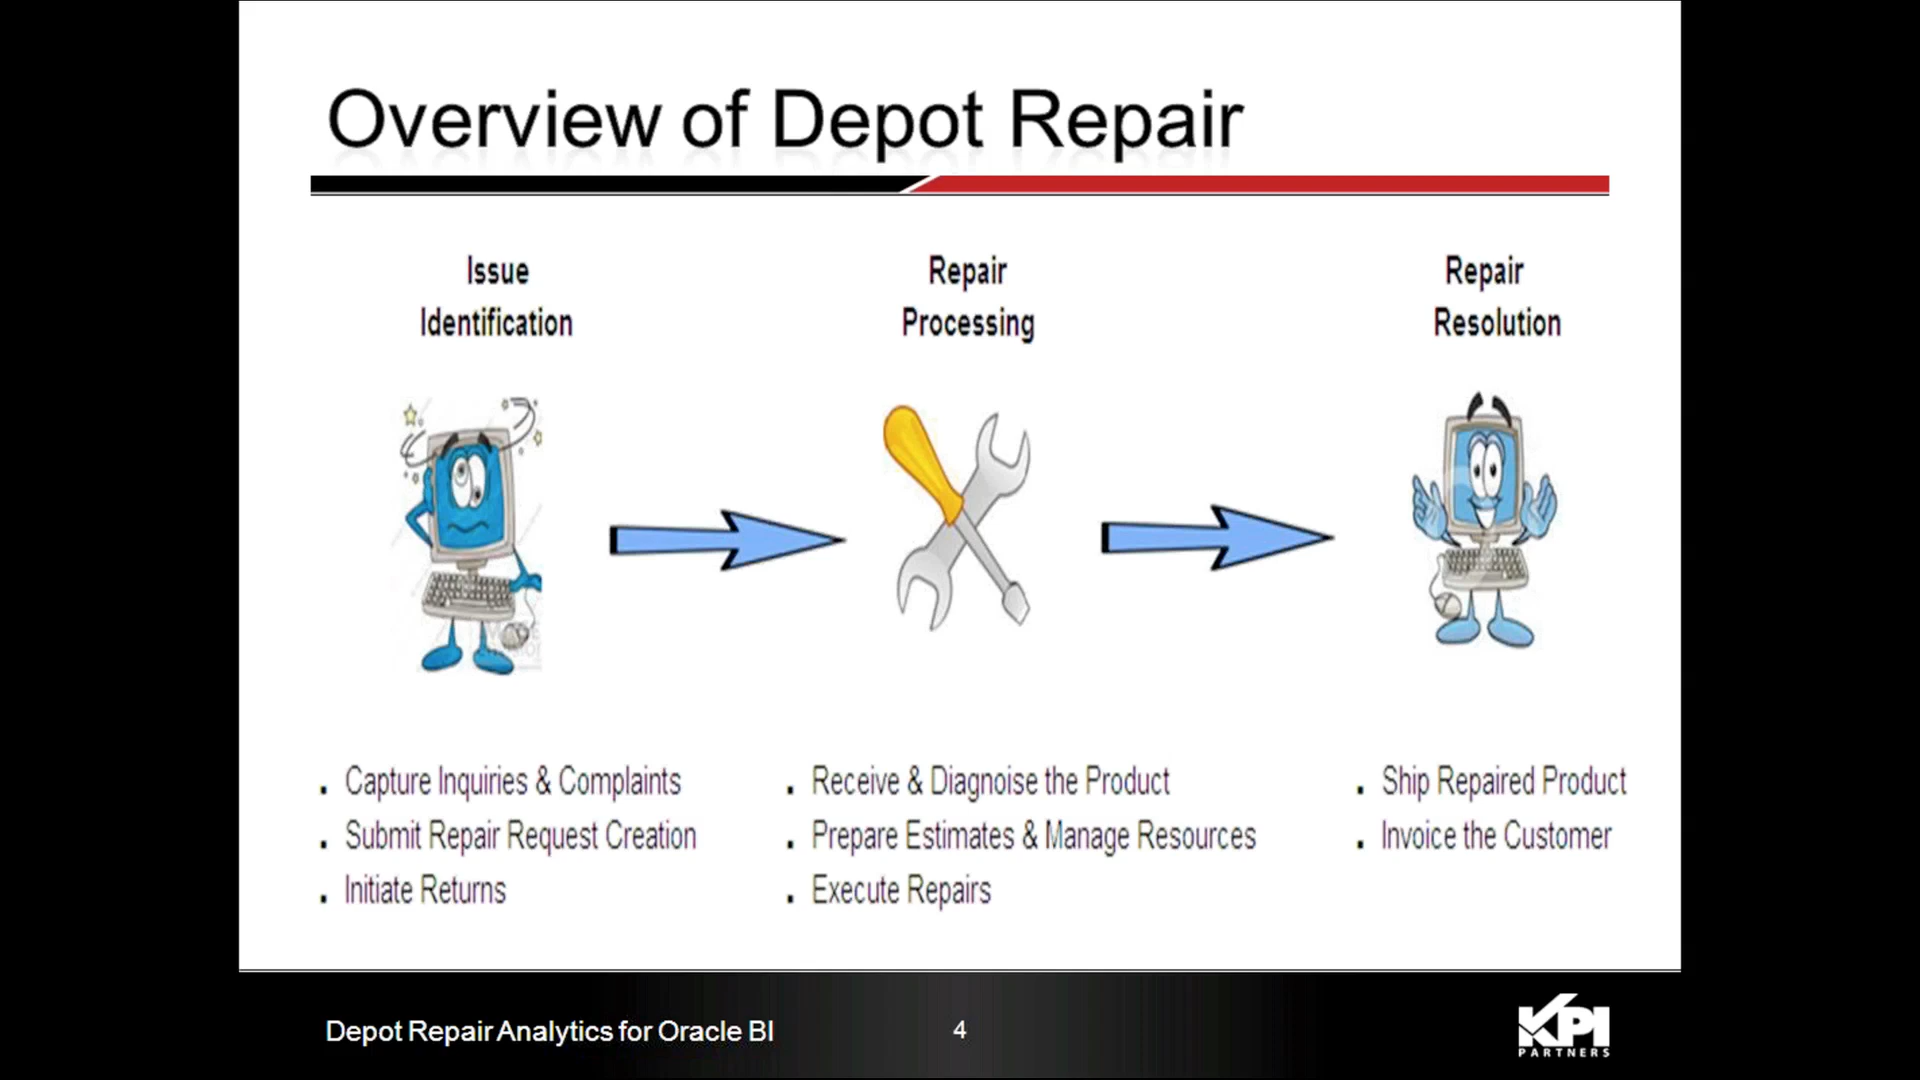 Overview of Depot Repair
Issue
Identification
Repair
Processing
Repair
Resolution
. Capture Inquiries & Complaints
. Submit Repair Request Creation
. Initiate Returns
. Receive & Diagnoise the Product
. Prepare Estimates & Manage Resources
. Execute Repairs
. Ship Repaired Product
. Invoice the Customer
Depot Repair Analytics for Oracle BI
4
KPI
PARTNERS